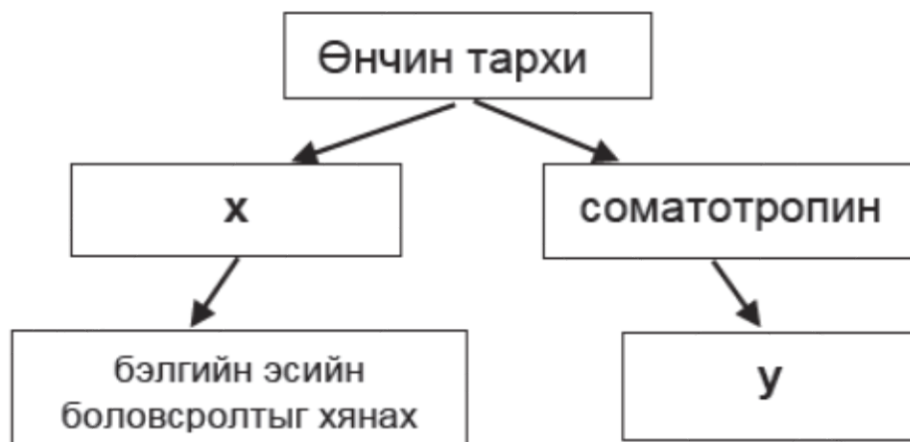 Өнчин тархи
х
соматотропин
бэлгийн эсийн
боловсролтыг хянах
у